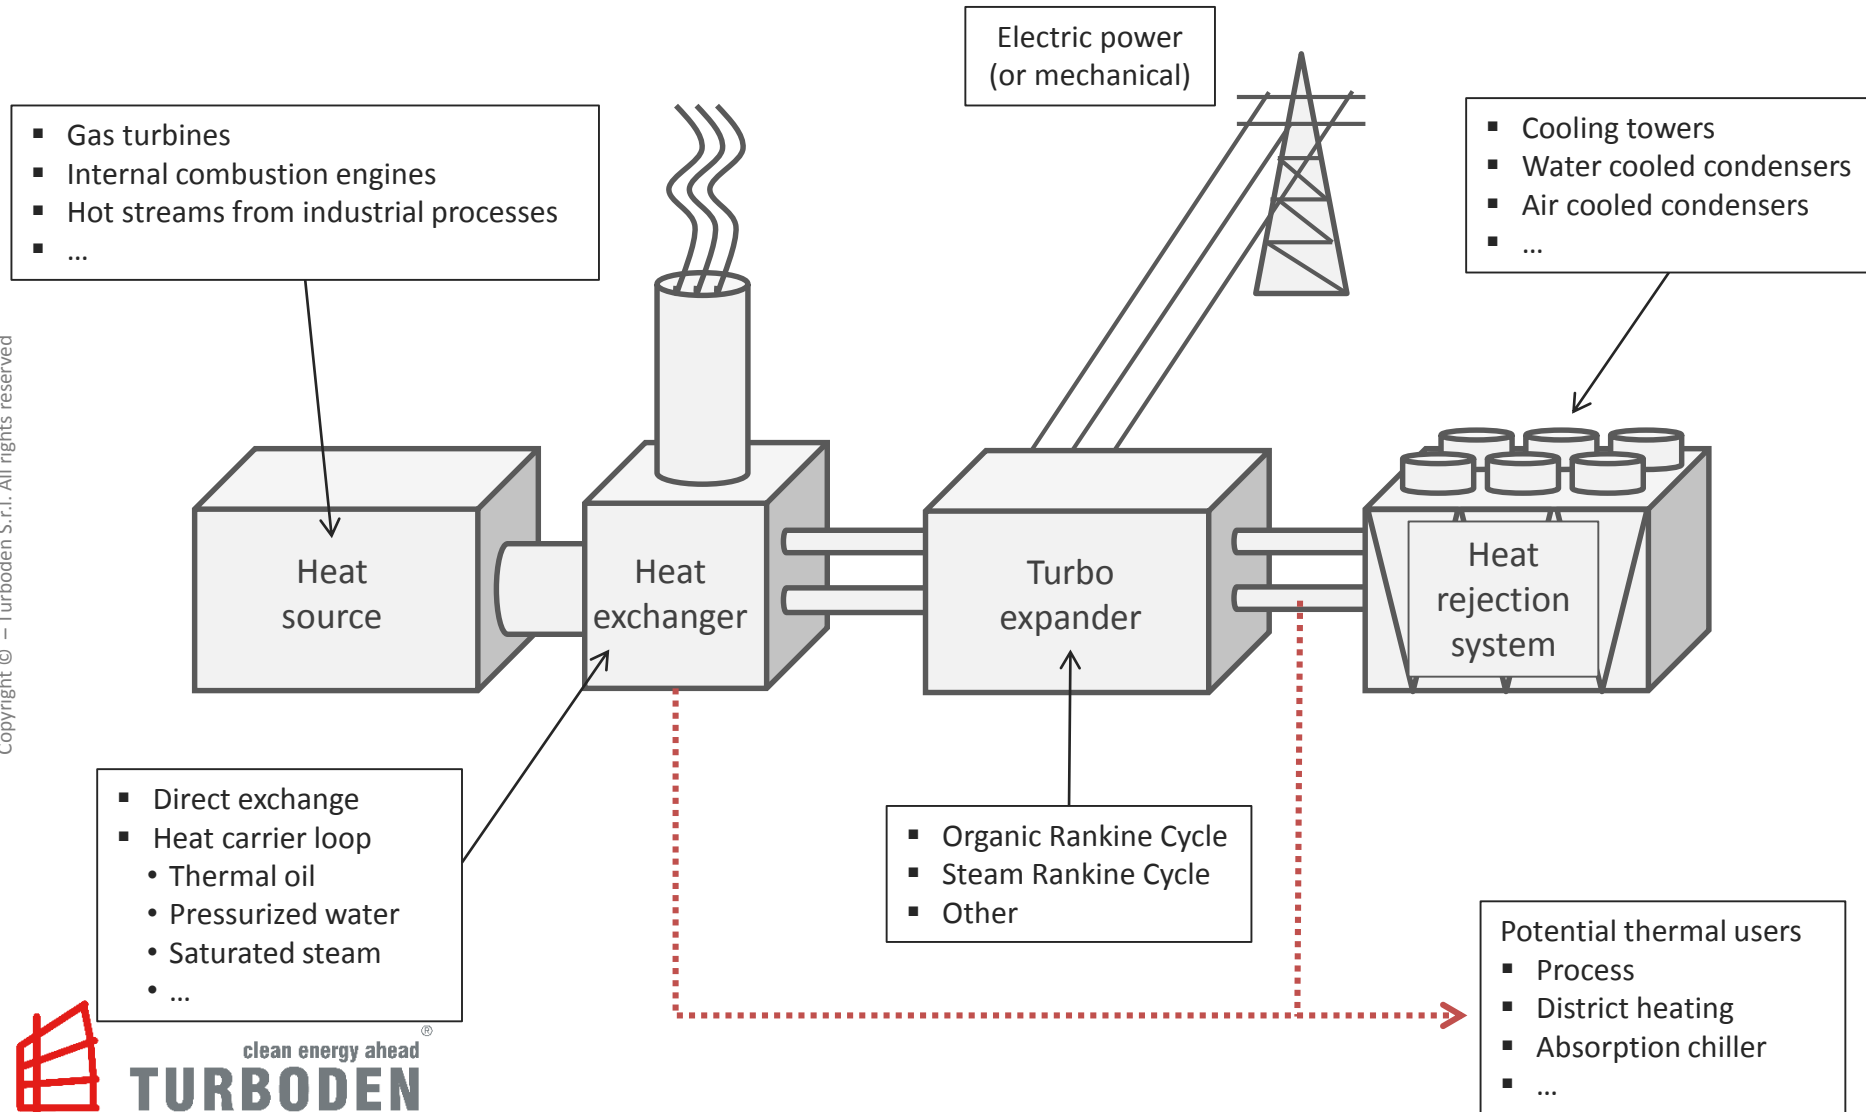 Electric power
(or mechanical)
▪ Gas turbines
▪ Internal combustion engines
▪ Hot streams from industrial processes
▪ ...
▪ Cooling towers
▪ Water cooled condensers
▪ Air cooled condensers
▪ ...
Copyright © – Turboden S.r.l. All rights reserved
Heat
source
Heat
exchanger
Turbo
expander
Heat
rejection
system
▪ Direct exchange
▪ Heat carrier loop
• Thermal oil
• Pressurized water
• Saturated steam
• ...
▪ Organic Rankine Cycle
▪ Steam Rankine Cycle
▪ Other
Potential thermal users
▪ Process
▪ District heating
▪ Absorption chiller
▪ ...
clean energy ahead ®
TURBODEN